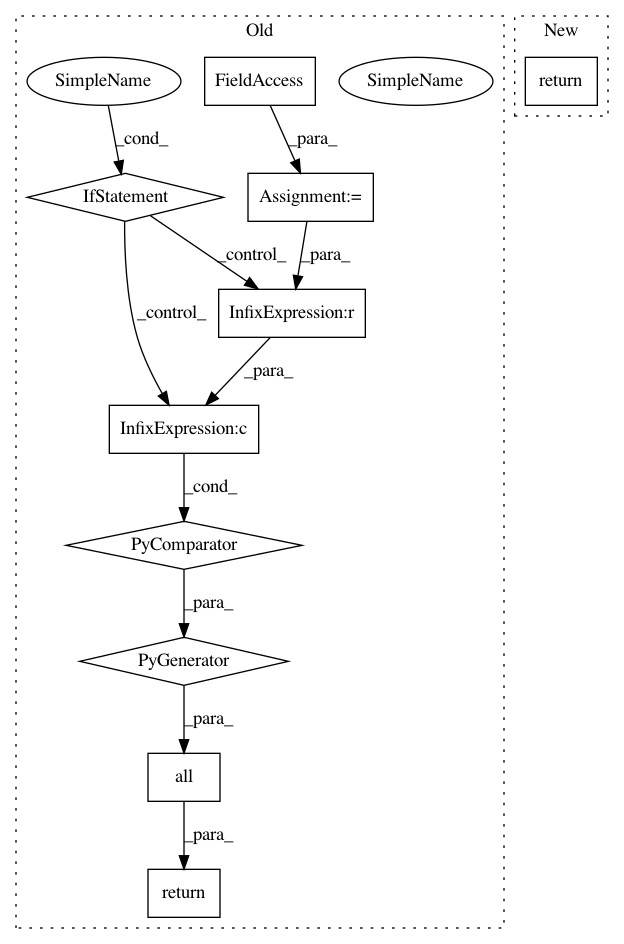 Old
New
SimpleName
FieldAccess
SimpleName
return
_cond_
_para_
IfStatement
Assignment:=
_control_
_para_
_control_
InfixExpression:r
_para_
InfixExpression:c
_cond_
PyComparator
_para_
PyGenerator
_para_
all
_para_
return